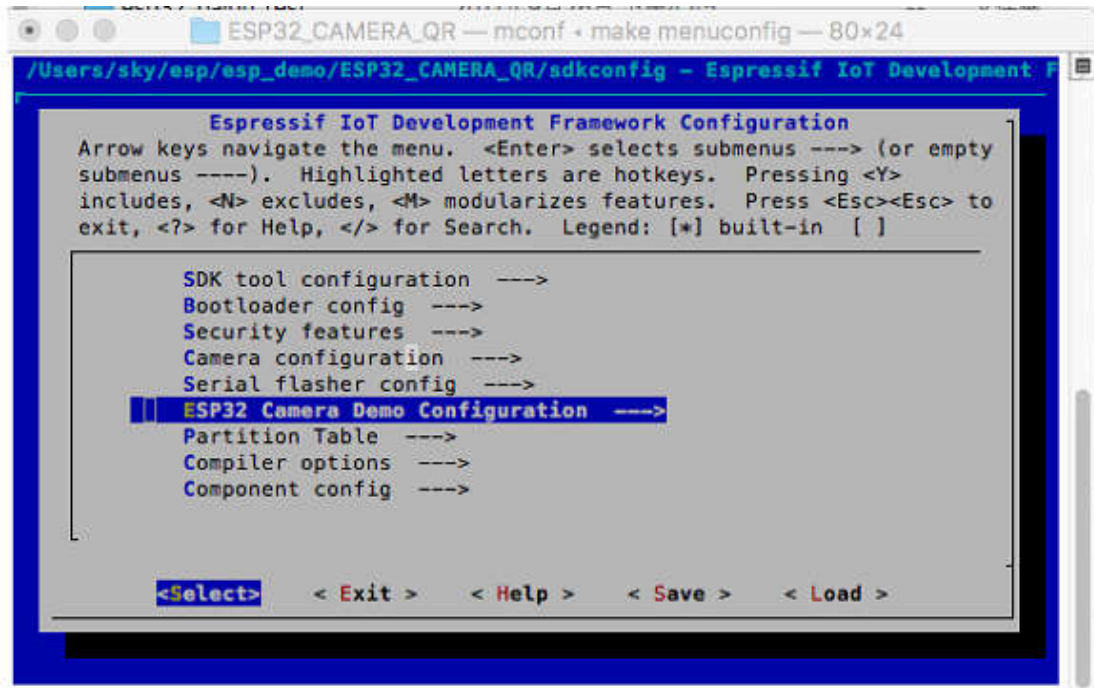 ESP32_CAMERA_QR — mconf • make menuconfig — 80×24
/Users/sky/esp/esp_demo/ESP32_CAMERA_QR/sdkconfig - Espressif IoT Development F
Espressif IoT Development Framework Configuration
Arrow keys navigate the menu.  <Enter> selects submenus ---> (or empty
submenus ----).  Highlighted letters are hotkeys.  Pressing <Y>
includes, <N> excludes, <M> modularizes features.  Press <Esc><Esc> to
exit, <?> for Help, </> for Search.  Legend: [*] built-in  [ ]
SDK tool configuration  --->
Bootloader config  --->
Security features  --->
Camera configuration  --->
Serial flasher config  --->
ESP32 Camera Demo Configuration  --->
Partition Table  --->
Compiler options  --->
Component config  --->
<Select>    < Exit >    < Help >    < Save >    < Load >